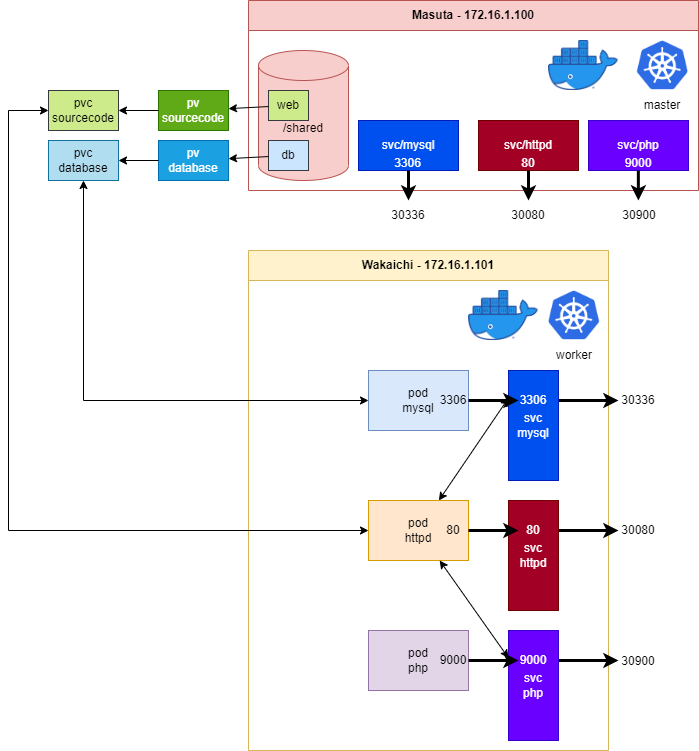 Masuta - 172.16.1.100
master
pvc
sourcecode
pv
sourcecode
web
/shared
pvc
database
pv
database
db
svc/mysql
3306
svc/httpd
80
svc/php
9000
30336
30080
30900
Wakaichi - 172.16.1.101
worker
pod
mysql
3306
3306
svc
mysql
30336
pod
httpd
80
80
svc
httpd
30080
pod
php
9000
9000
svc
php
30900